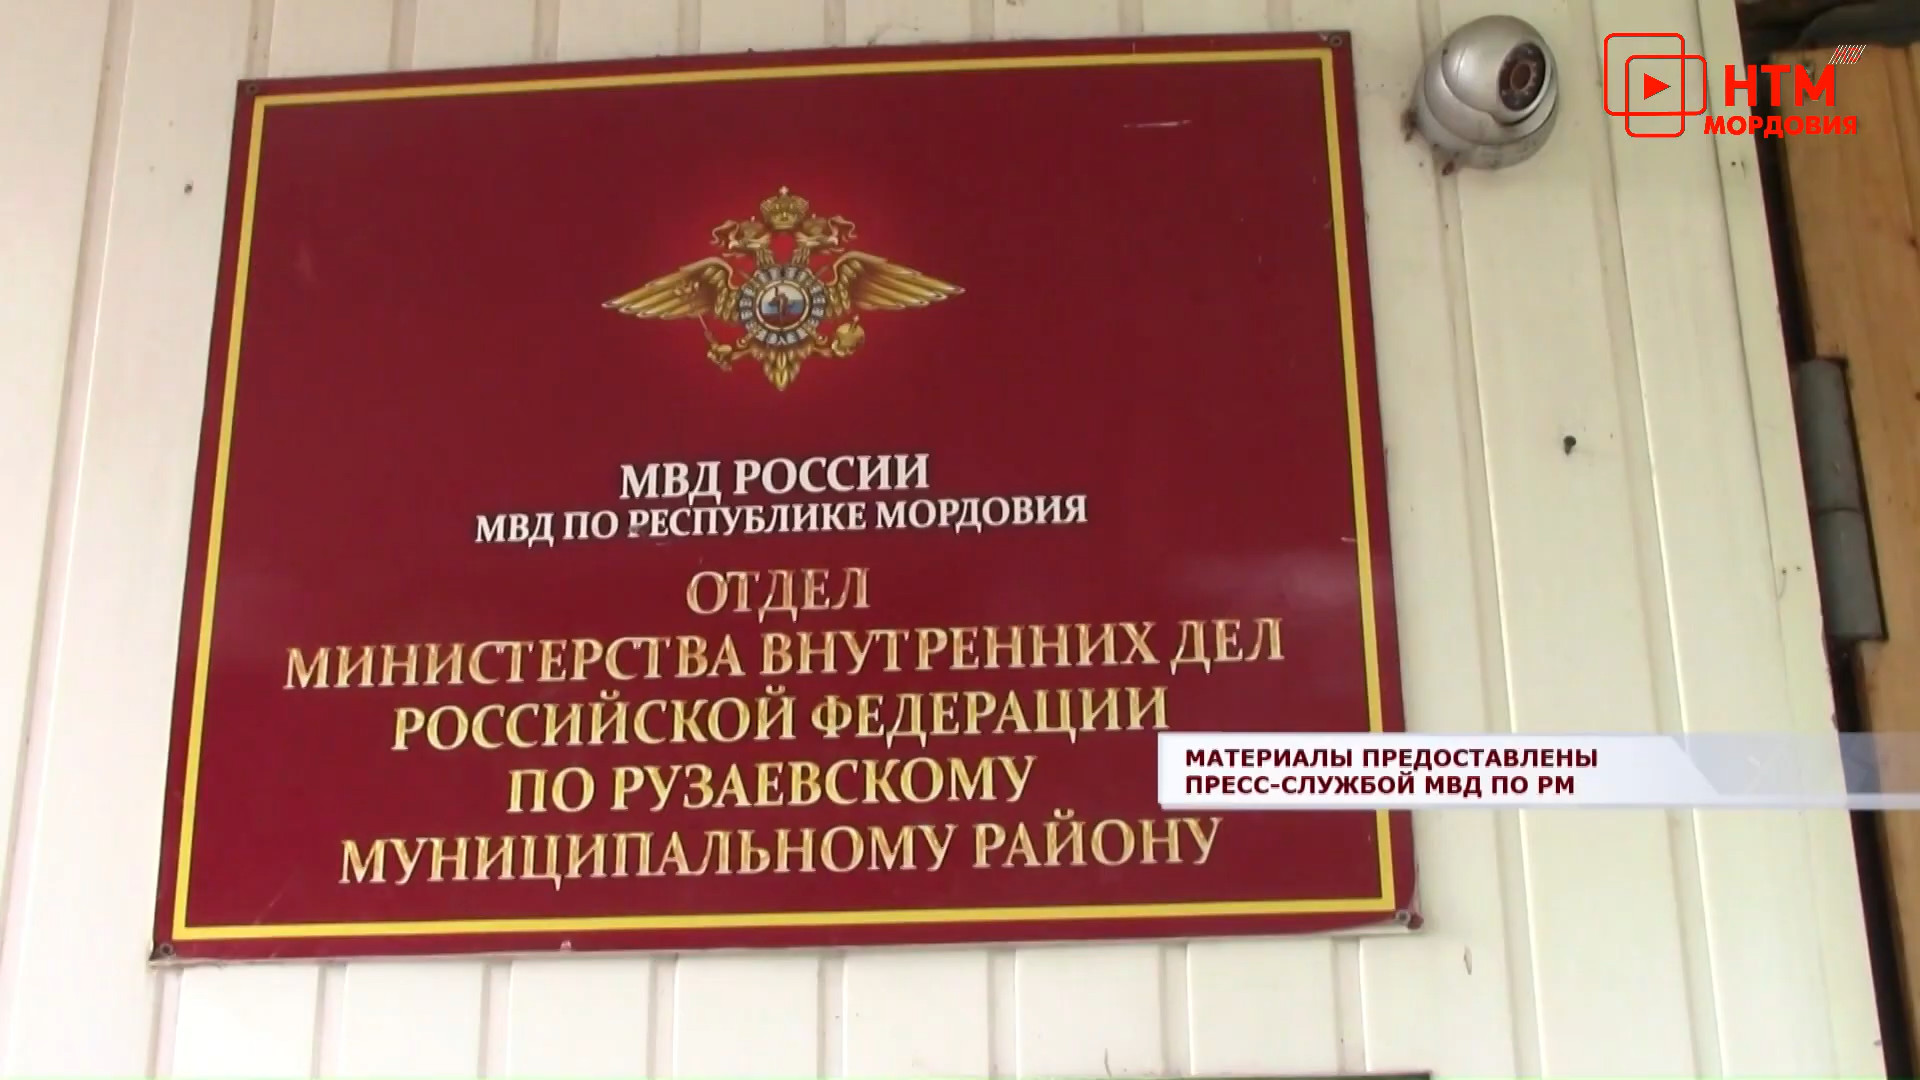 НТМ
МОРДОВИЯ
МВД РОССИИ
МВД ПО РЕСПУБЛИКЕ МОРДОВИЯ
ОТДЕЛ
МИНИСТЕРСТВА ВНУТРЕННИХ ДЕЛ
РОССИЙСКОЙ ФЕДЕРАЦИИ
ПО РУЗАЕВСКОМУ
МУНИЦИПАЛЬНОМУ РАЙОНУ
МАТЕРИАЛЫ ПРЕДОСТАВЛЕНЫ
ПРЕСС-СЛУЖБОЙ МВД ПО РМ